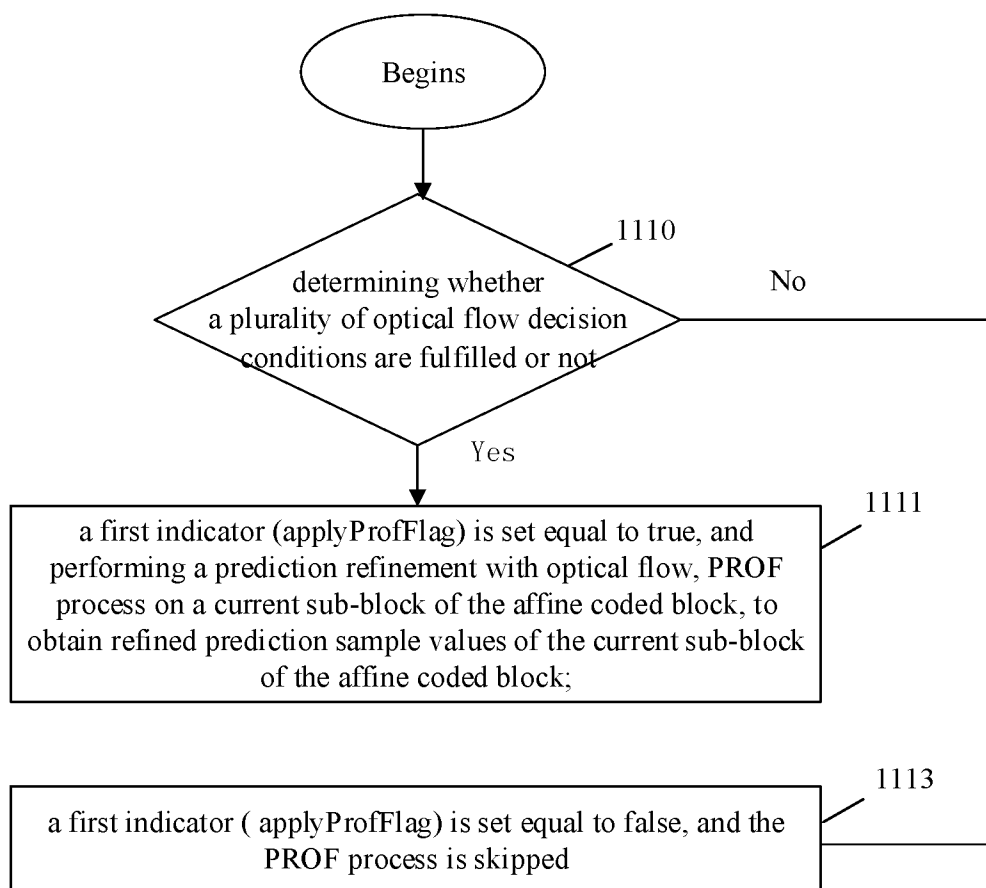 Begins
1110
determining whether
a plurality of optical flow decision
conditions are fulfilled or not
No
Yes
1111
a first indicator (applyProfFlag) is set equal to true, and
performing a prediction refinement with optical flow, PROF
process on a current sub-block of the affine coded block, to
obtain refined prediction sample values of the current sub-block
of the affine coded block;
1113
a first indicator ( applyProfFlag) is set equal to false, and the
PROF process is skipped